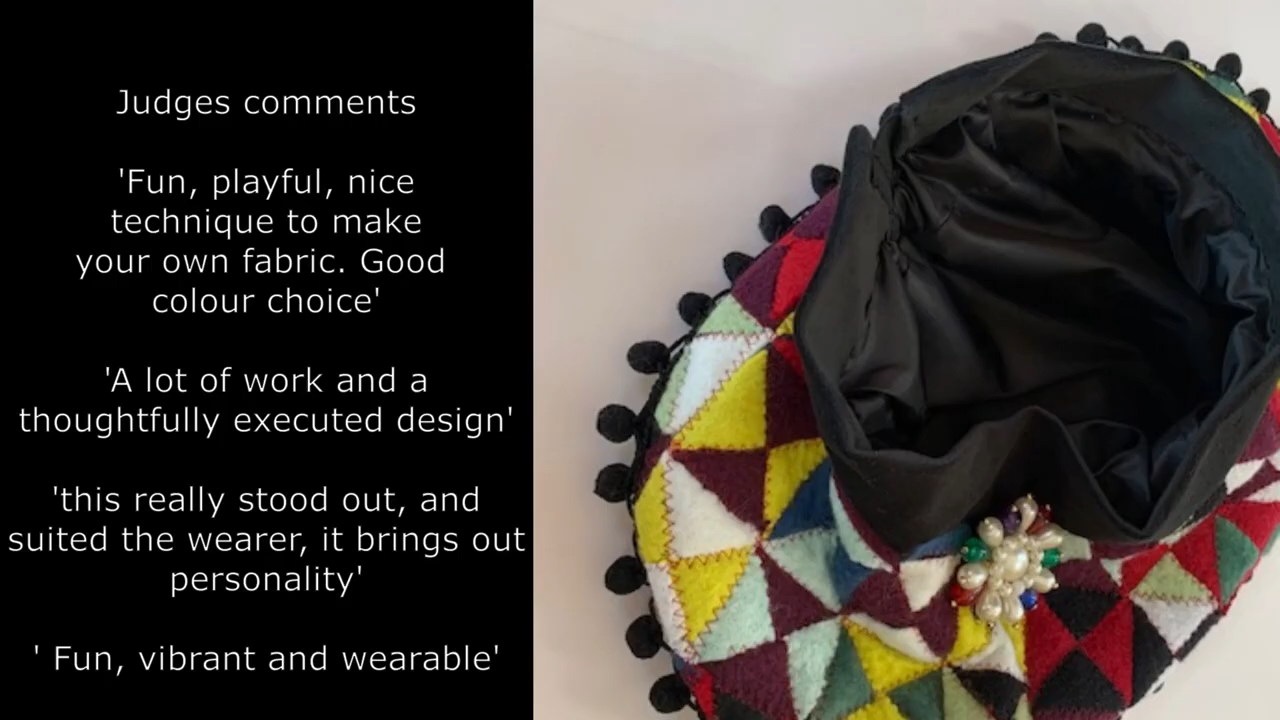 Judges comments
'Fun, playful, nice
technique to make
your own fabric. Good
colour choice'
'A lot of work and a
thoughtfully executed design'
'this really stood out, and
suited the wearer, it brings out
personality'
' Fun, vibrant and wearable'